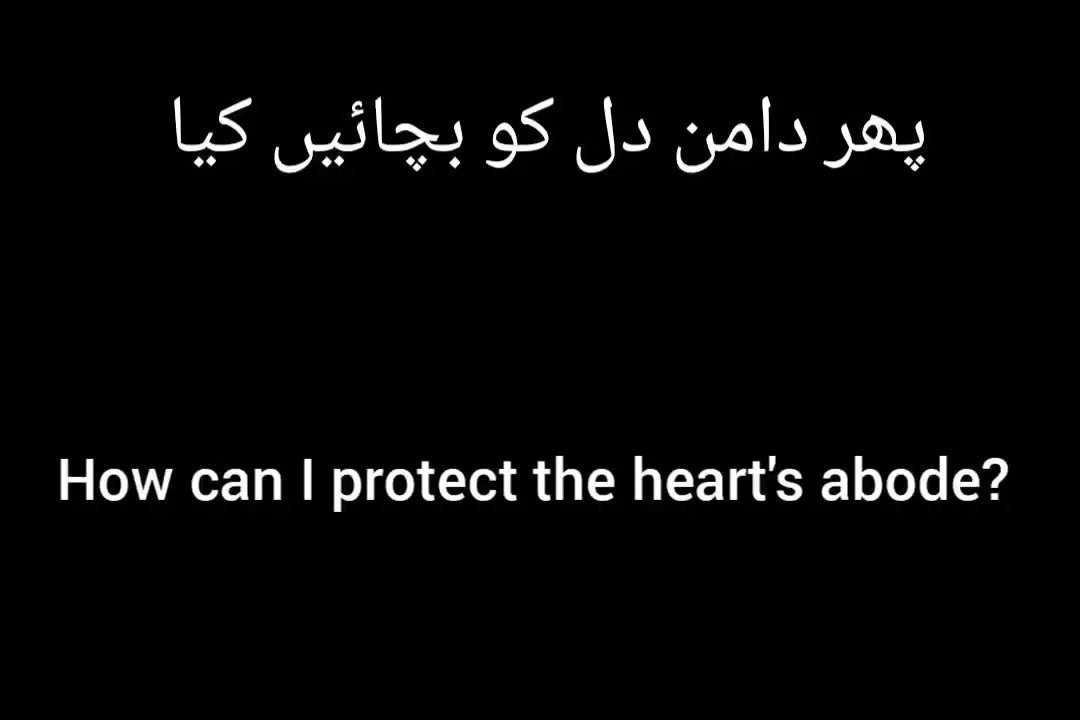 پھر دامن دل کو بچائیں کیا
How can I protect the heart's abode?